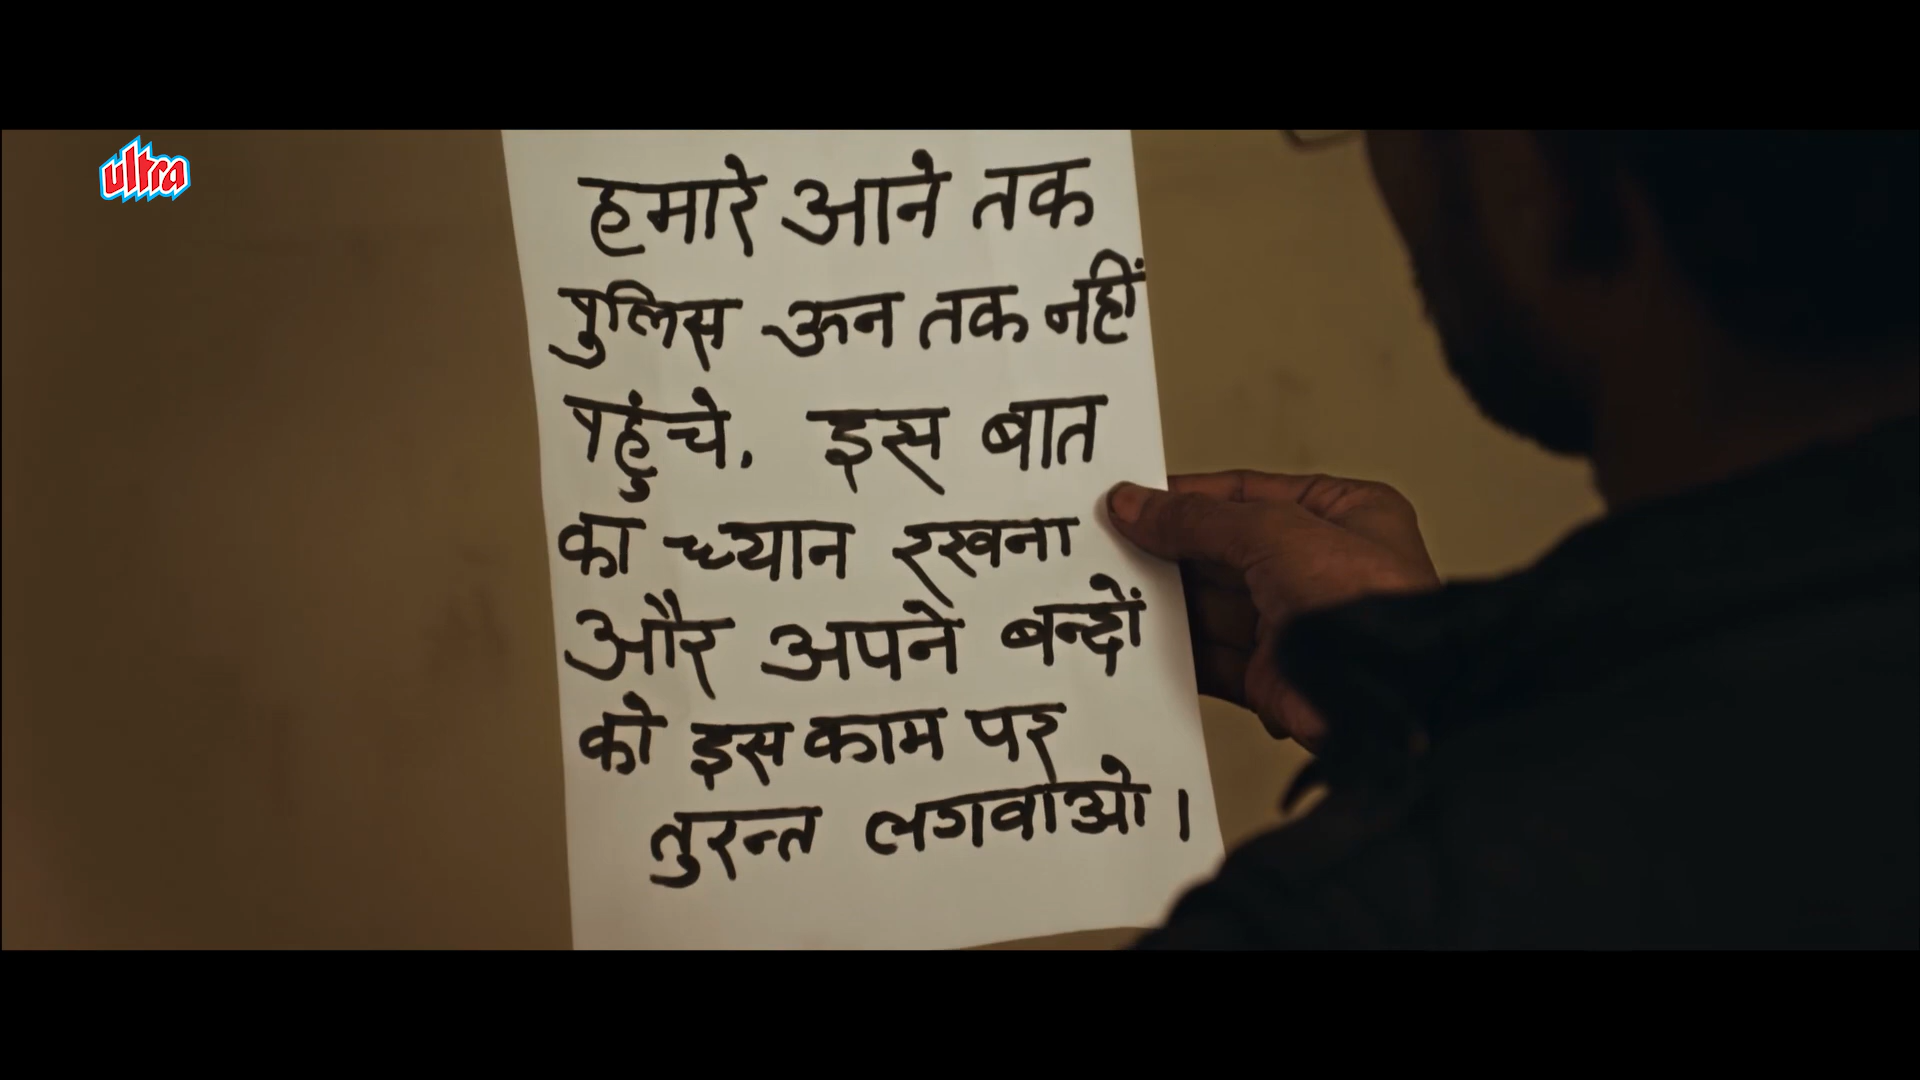 ultra
हमारे आने तक
पुलिस ऊन तक नहीं
पहुंचे. इस बात
का ध्यान रखना
और अपने बन्दों
को इस काम पर
तुरन्त लगवाओ।